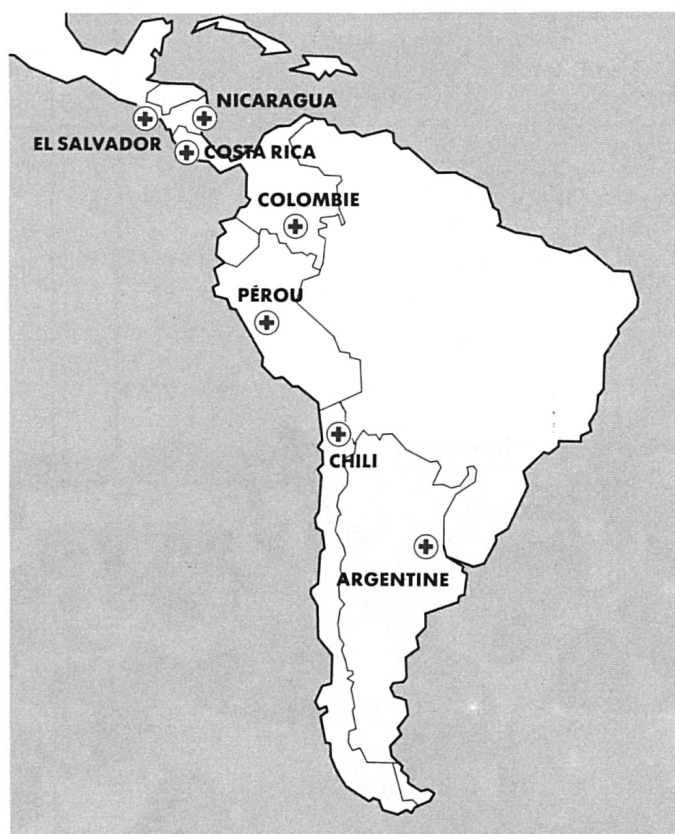 NICARAGUA
EL SALVADOR
COSTA RICA
COLOMBIE
PÉROU
CHILI
ARGENTINE